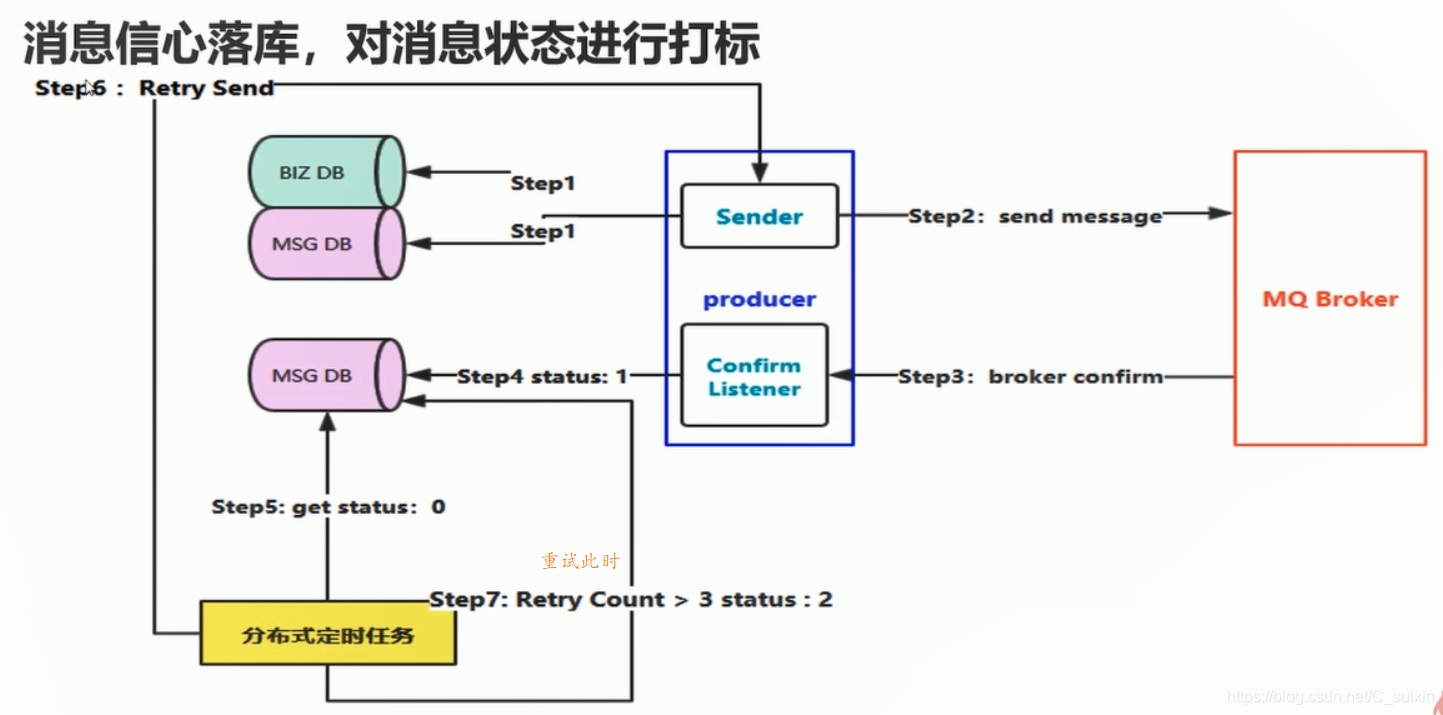 消息信心落库，对消息状态进行打标
Step6： Retry Send
BIZ DB
Step1
MSG DB
Step1
Sender
Step2：send message
producer
MQ Broker
MSG DB
Step4 status: 1
Confirm
Listener
Step3：broker confirm
Step5: get status：0
重试此时
Step7: Retry Count > 3 status : 2
分布式定时任务
https://blog.csdn.net/C_suixin